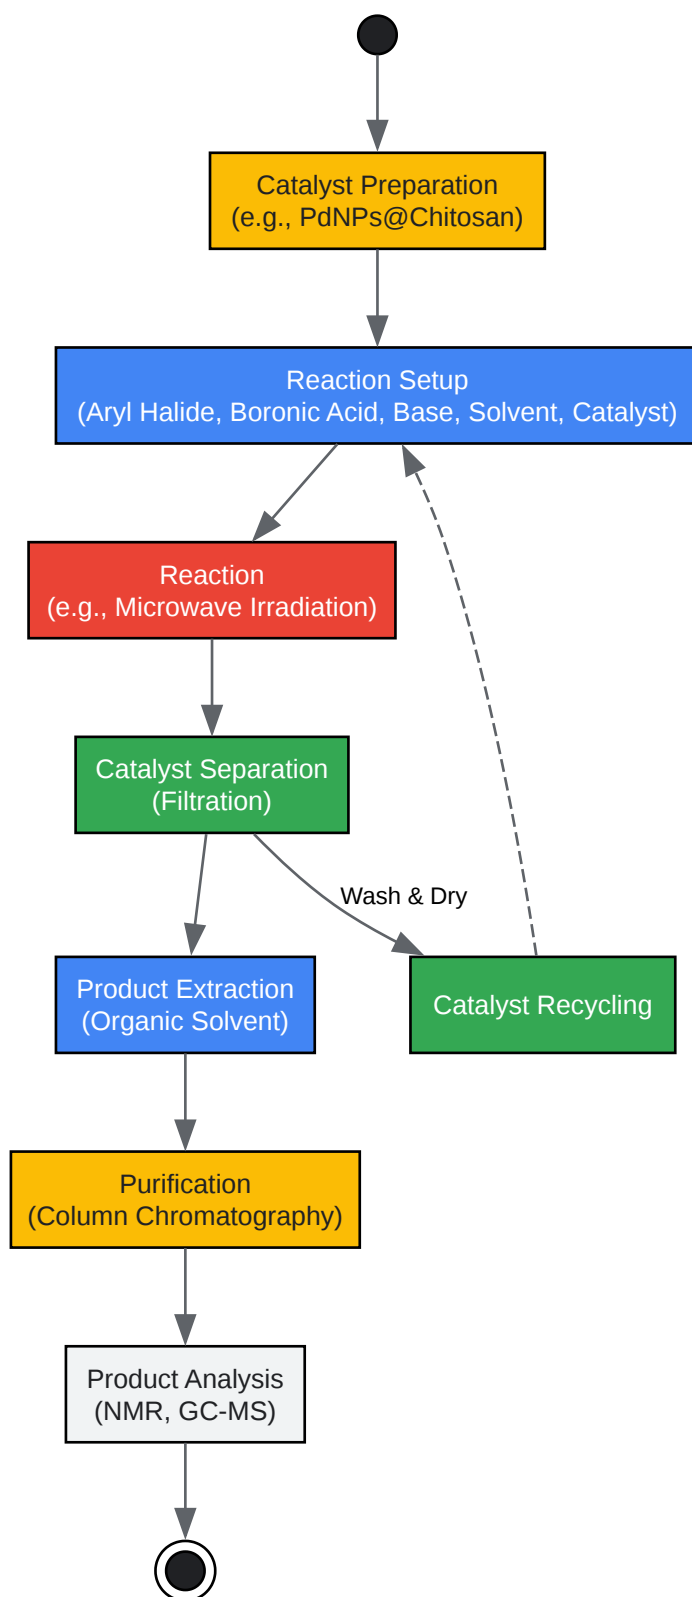 Catalyst Preparation
(e.g., PdNPs@Chitosan)
Reaction Setup
(Aryl Halide, Boronic Acid, Base, Solvent, Catalyst)
Reaction
(e.g., Microwave Irradiation)
Catalyst Separation
(Filtration)
Wash & Dry
Product Extraction
(Organic Solvent)
Catalyst Recycling
Purification
(Column Chromatography)
Product Analysis
(NMR, GC-MS)